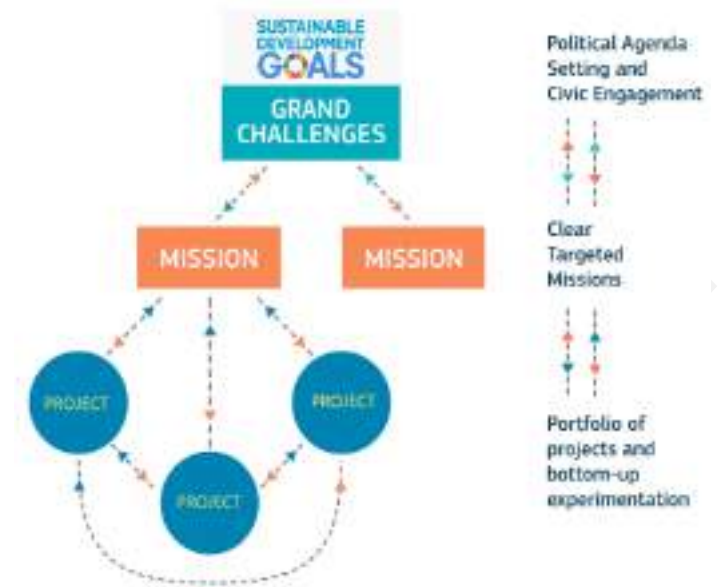 SUSTAINABLE
DEVELOPMENT
GOALS
GRAND
CHALLENGES
MISSION
MISSION
PROJECT
PROJECT
PROJECT
Political Agenda
Setting and
Civic Engagement
Clear
Targeted
Missions
Portfolio of
projects and
bottom-up
experimentation